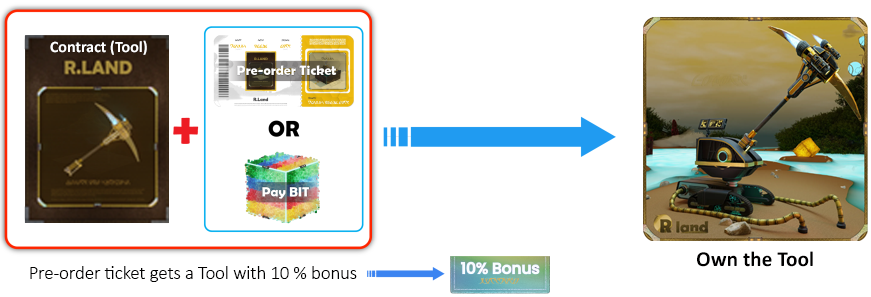 Contract (Tool)
R.LAND
Pre-order Ticket
R.Land
OR
Pay BIT
R land
Own the Tool
Pre-order ticket gets a Tool with 10 % bonus
10% Bonus